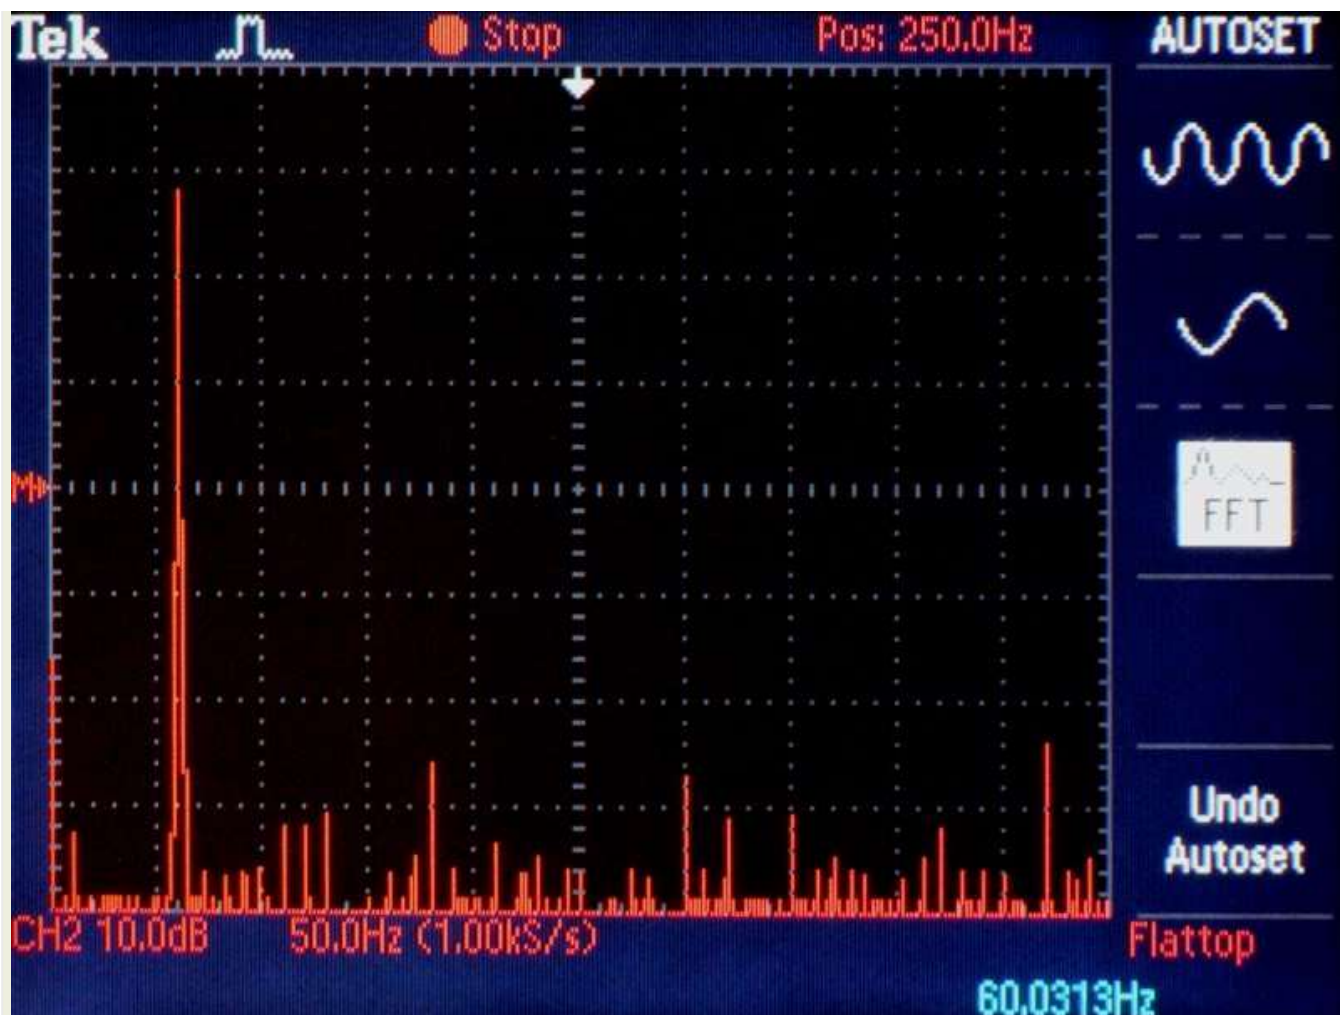 Tek Stop Pos: 250.0Hz AUTOSET
M
FFT
Undo
Autoset
CH2 10.0dB 50.0Hz (1.00kS/s) Flattop
60.0313Hz